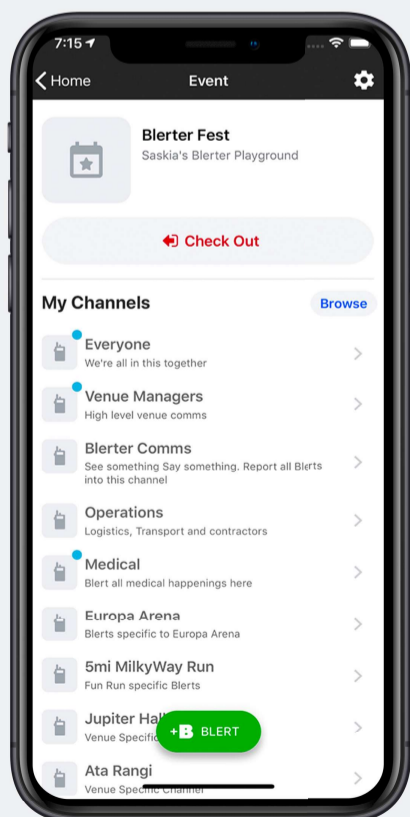 7:15
Home
Event
Blerter Fest
Saskia's Blerter Playground
Check Out
My Channels
Browse
Everyone
We're all in this together
Venue Managers
High level venue comms
Blerter Comms
See something Say something. Report all Blerts
into this channel
Operations
Logistics, Transport and contractors
Medical
Blert all medical happenings here
Europa Arena
Blerts specific to Europa Arena
5mi MilkyWay Run
Fun Run specific Blerts
Jupiter
Venue
+B BLERT
Ata Rangi
Venue Specific Channel